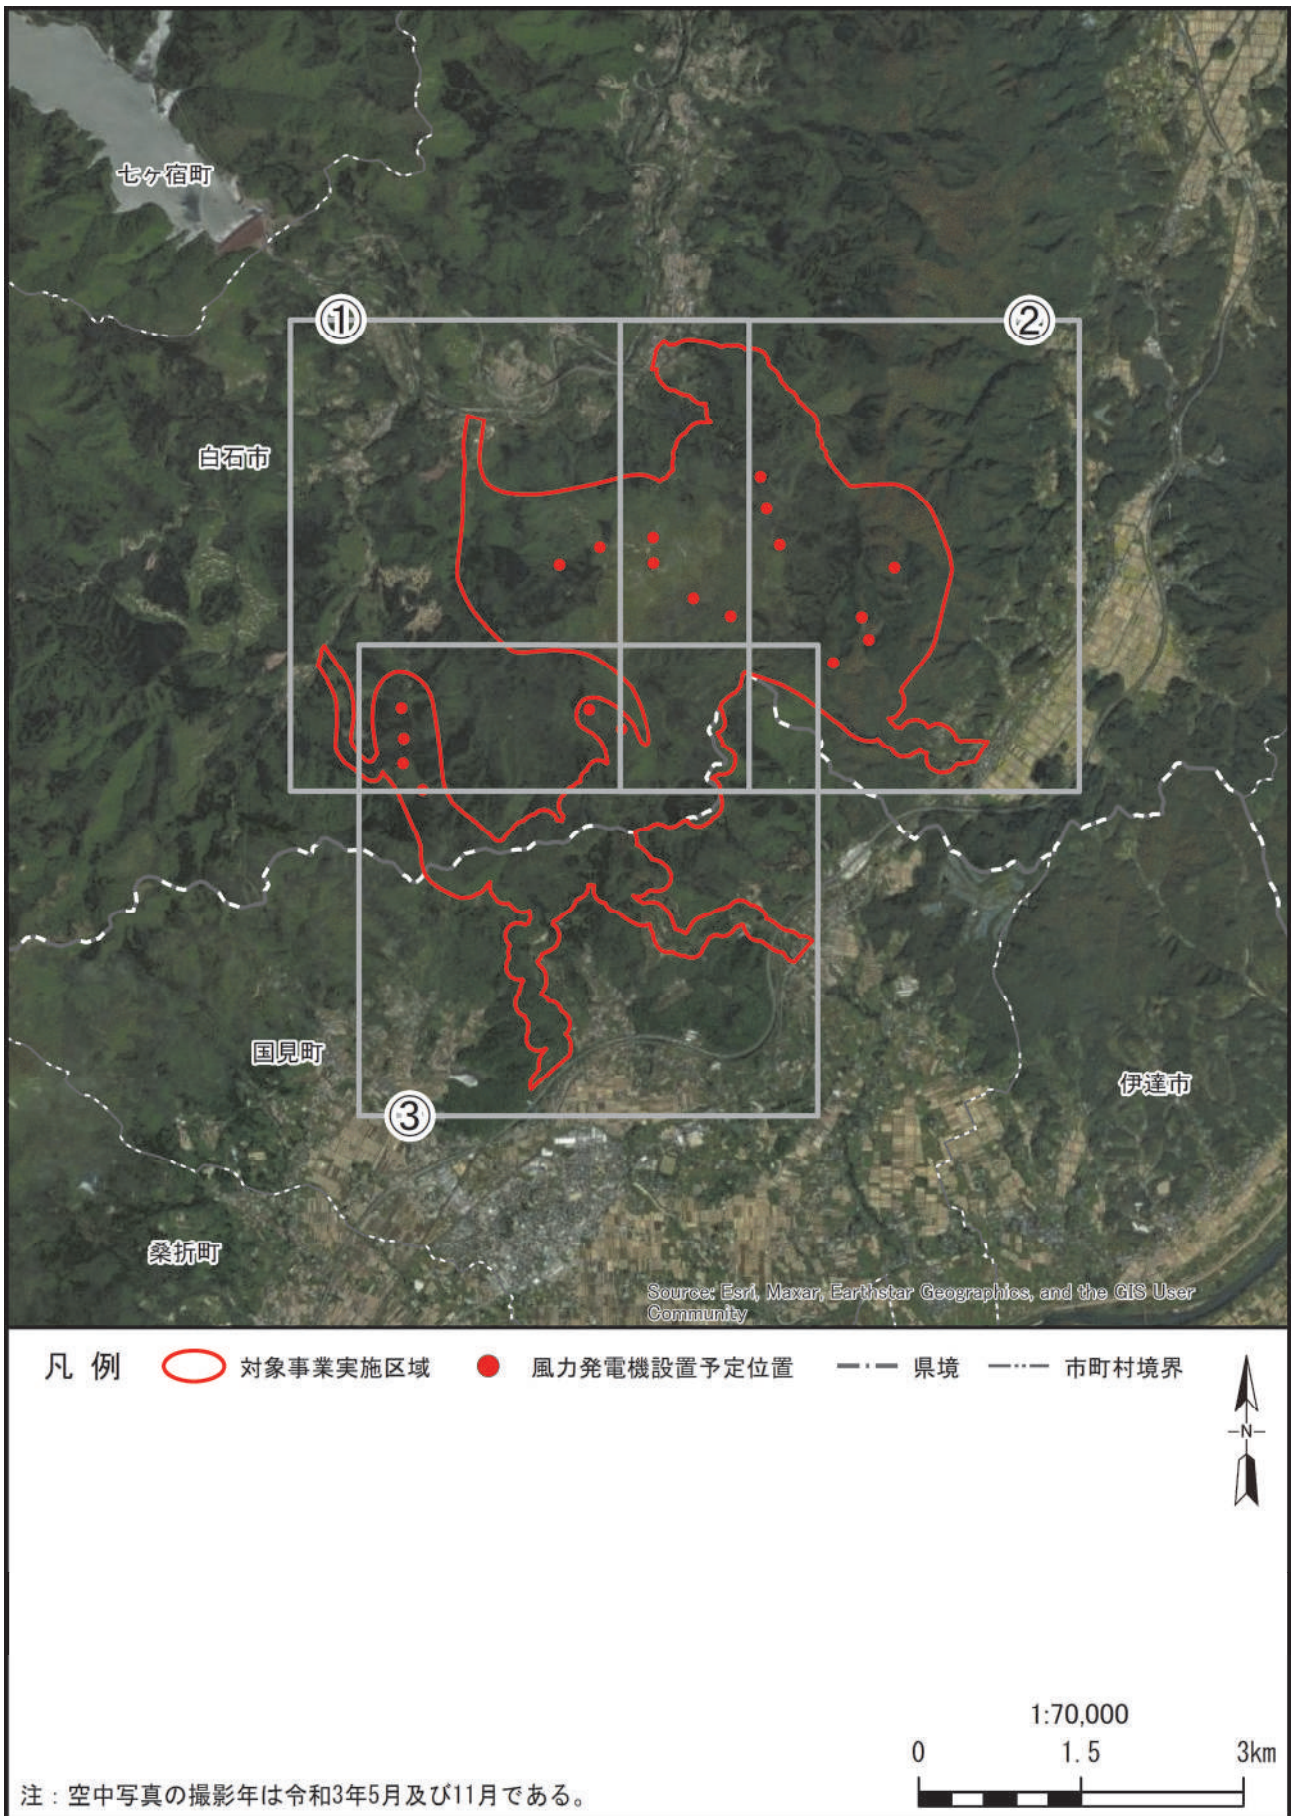 七ヶ宿町
① ②
白石市
国見町
伊達市
③
桑折町
Source: Esri, Maxar, Earthstar Geographics, and the GIS User
Community
凡 例 対象事業実施区域 風力発電機設置予定位置 県境 市町村境界
N
1:70,000
0 1.5 3km
注：空中写真の撮影年は令和3年5月及び11月である。